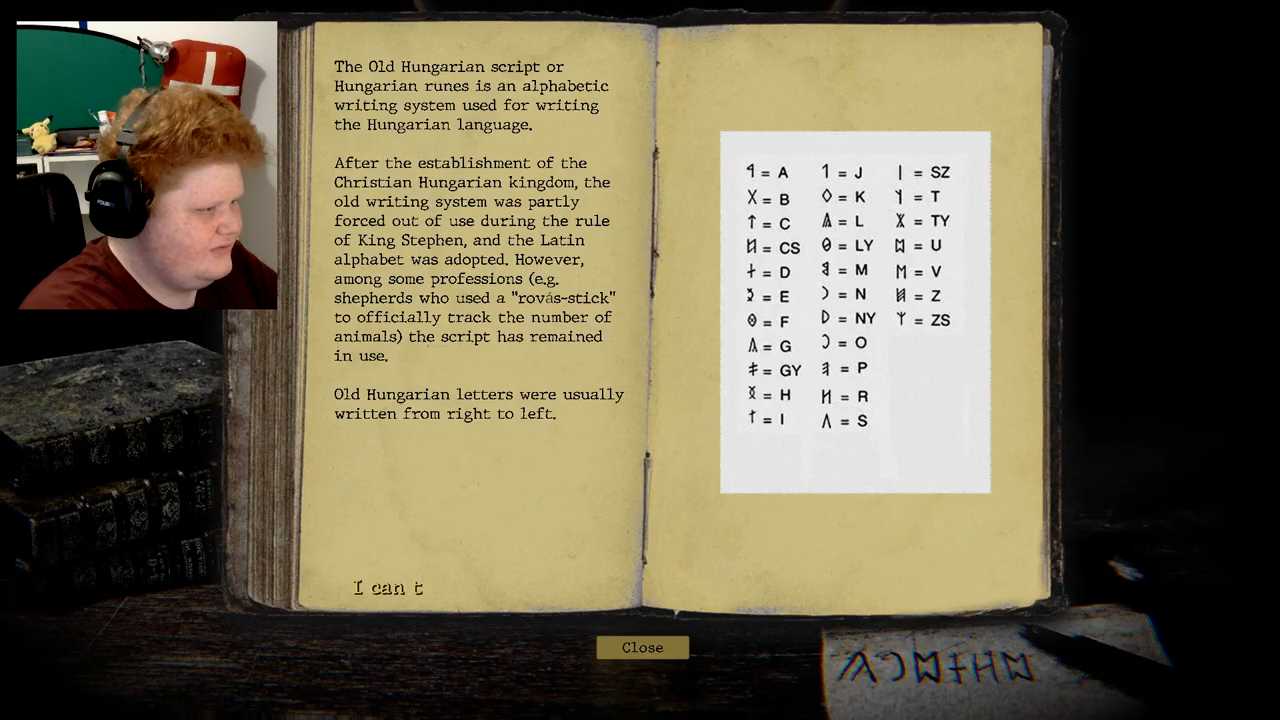 The Old Hungarian script or
Hungarian runes is an alphabetic
writing system used for writing
the Hungarian language.
After the establishment of the
Christian Hungarian kingdom, the
old writing system was partly
forced out of use during the rule
of King Stephen, and the Latin
alphabet was adopted. However,
among some professions (e.g.
shepherds who used a "rovás-stick"
to officially track the number of
animals) the script has remained
in use.
Old Hungarian letters were usually
written from right to left.
I can t
𐲀 = A
𐲂 = B
𐲄 = C
𐲆 = CS
𐲇 = D
𐲉 = E
𐲌 = F
𐲍 = G
𐲎 = GY
𐲏 = H
𐲐 = I
𐲒 = J
𐲓 = K
𐲖 = L
𐲗 = LY
𐲘 = M
𐲙 = N
𐲚 = NY
𐲛 = O
𐲠 = P
𐲢 = R
𐲤 = S
𐲥 = SZ
𐲦 = T
𐲨 = TY
𐲪 = U
𐲮 = V
𐲯 = Z
𐲰 = ZS
Close